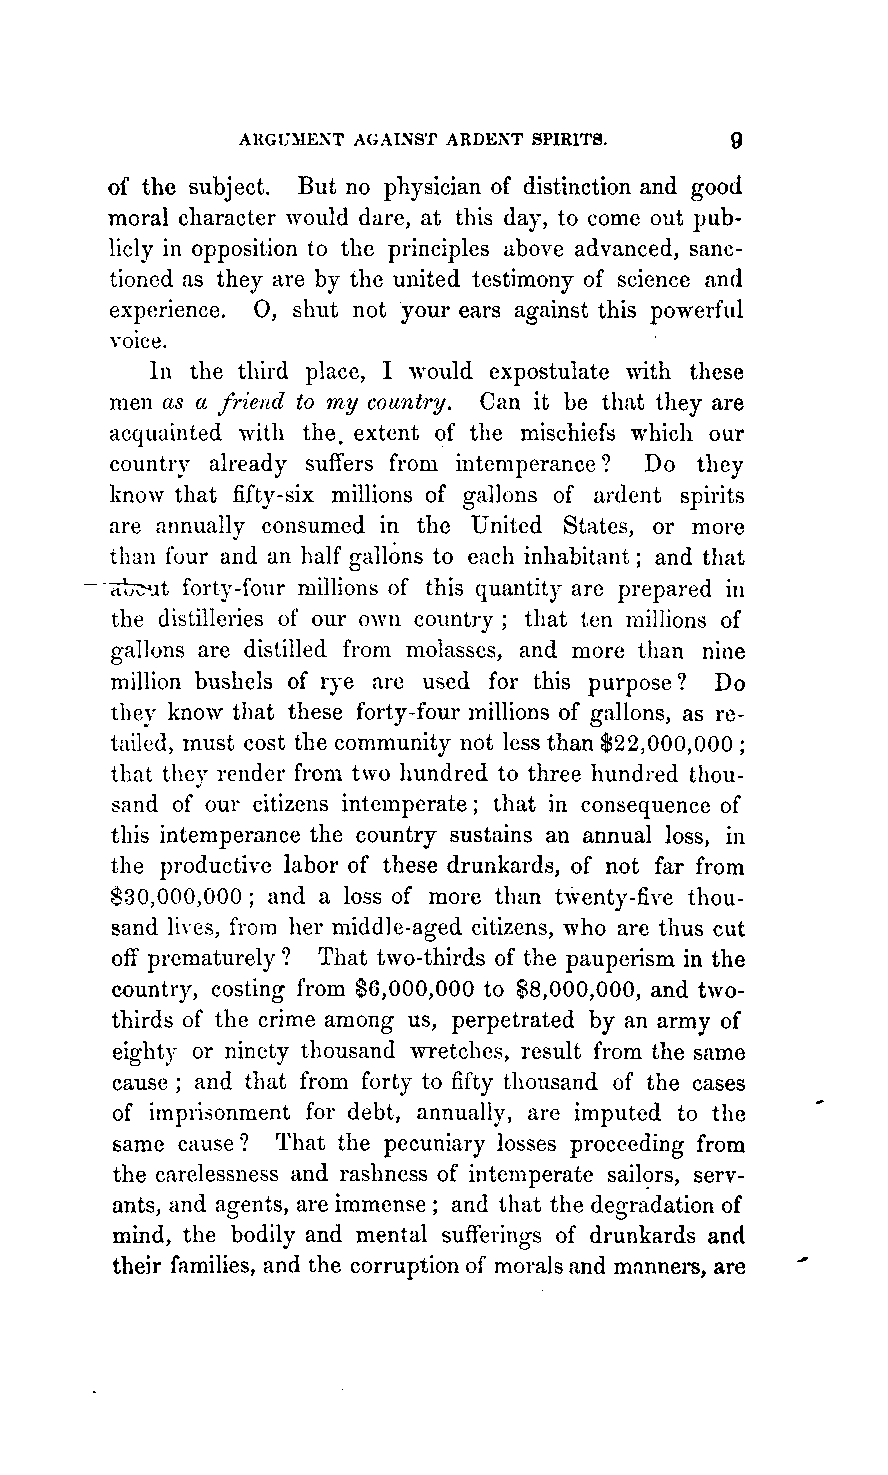 ARGUMENT AGAINST ARDENT SPIRITS. 9
of the subject. But no physician of distinction and good
moral character would dare, at this day, to come out pub-
licly in opposition to the principles above advanced, sanc-
tioned as they are by the united testimony of science and
experience. O, shut not your ears against this powerful
voice.
In the third place, I would expostulate with these
men as a friend to my country. Can it be that they are
acquainted with the extent of the mischiefs which our
country already suffers from intemperance? Do they
know that fifty-six millions of gallons of ardent spirits
are annually consumed in the United States, or more
than four and an half gallons to each inhabitant; and that
about forty-four millions of this quantity are prepared in
the distilleries of our own country; that ten millions of
gallons are distilled from molasses, and more than nine
million bushels of rye are used for this purpose? Do
they know that these forty-four millions of gallons, as re-
tailed, must cost the community not less than $22,000,000;
that they render from two hundred to three hundred thou-
sand of our citizens intemperate; that in consequence of
this intemperance the country sustains an annual loss, in
the productive labor of these drunkards, of not far from
$30,000,000; and a loss of more than twenty-five thou-
sand lives, from her middle-aged citizens, who are thus cut
off prematurely? That two-thirds of the pauperism in the
country, costing from $6,000,000 to $8,000,000, and two-
thirds of the crime among us, perpetrated by an army of
eighty or ninety thousand wretches, result from the same
cause; and that from forty to fifty thousand of the cases
of imprisonment for debt, annually, are imputed to the
same cause? That the pecuniary losses proceeding from
the carelessness and rashness of intemperate sailors, serv-
ants, and agents, are immense; and that the degradation of
mind, the bodily and mental sufferings of drunkards and
their families, and the corruption of morals and manners, are